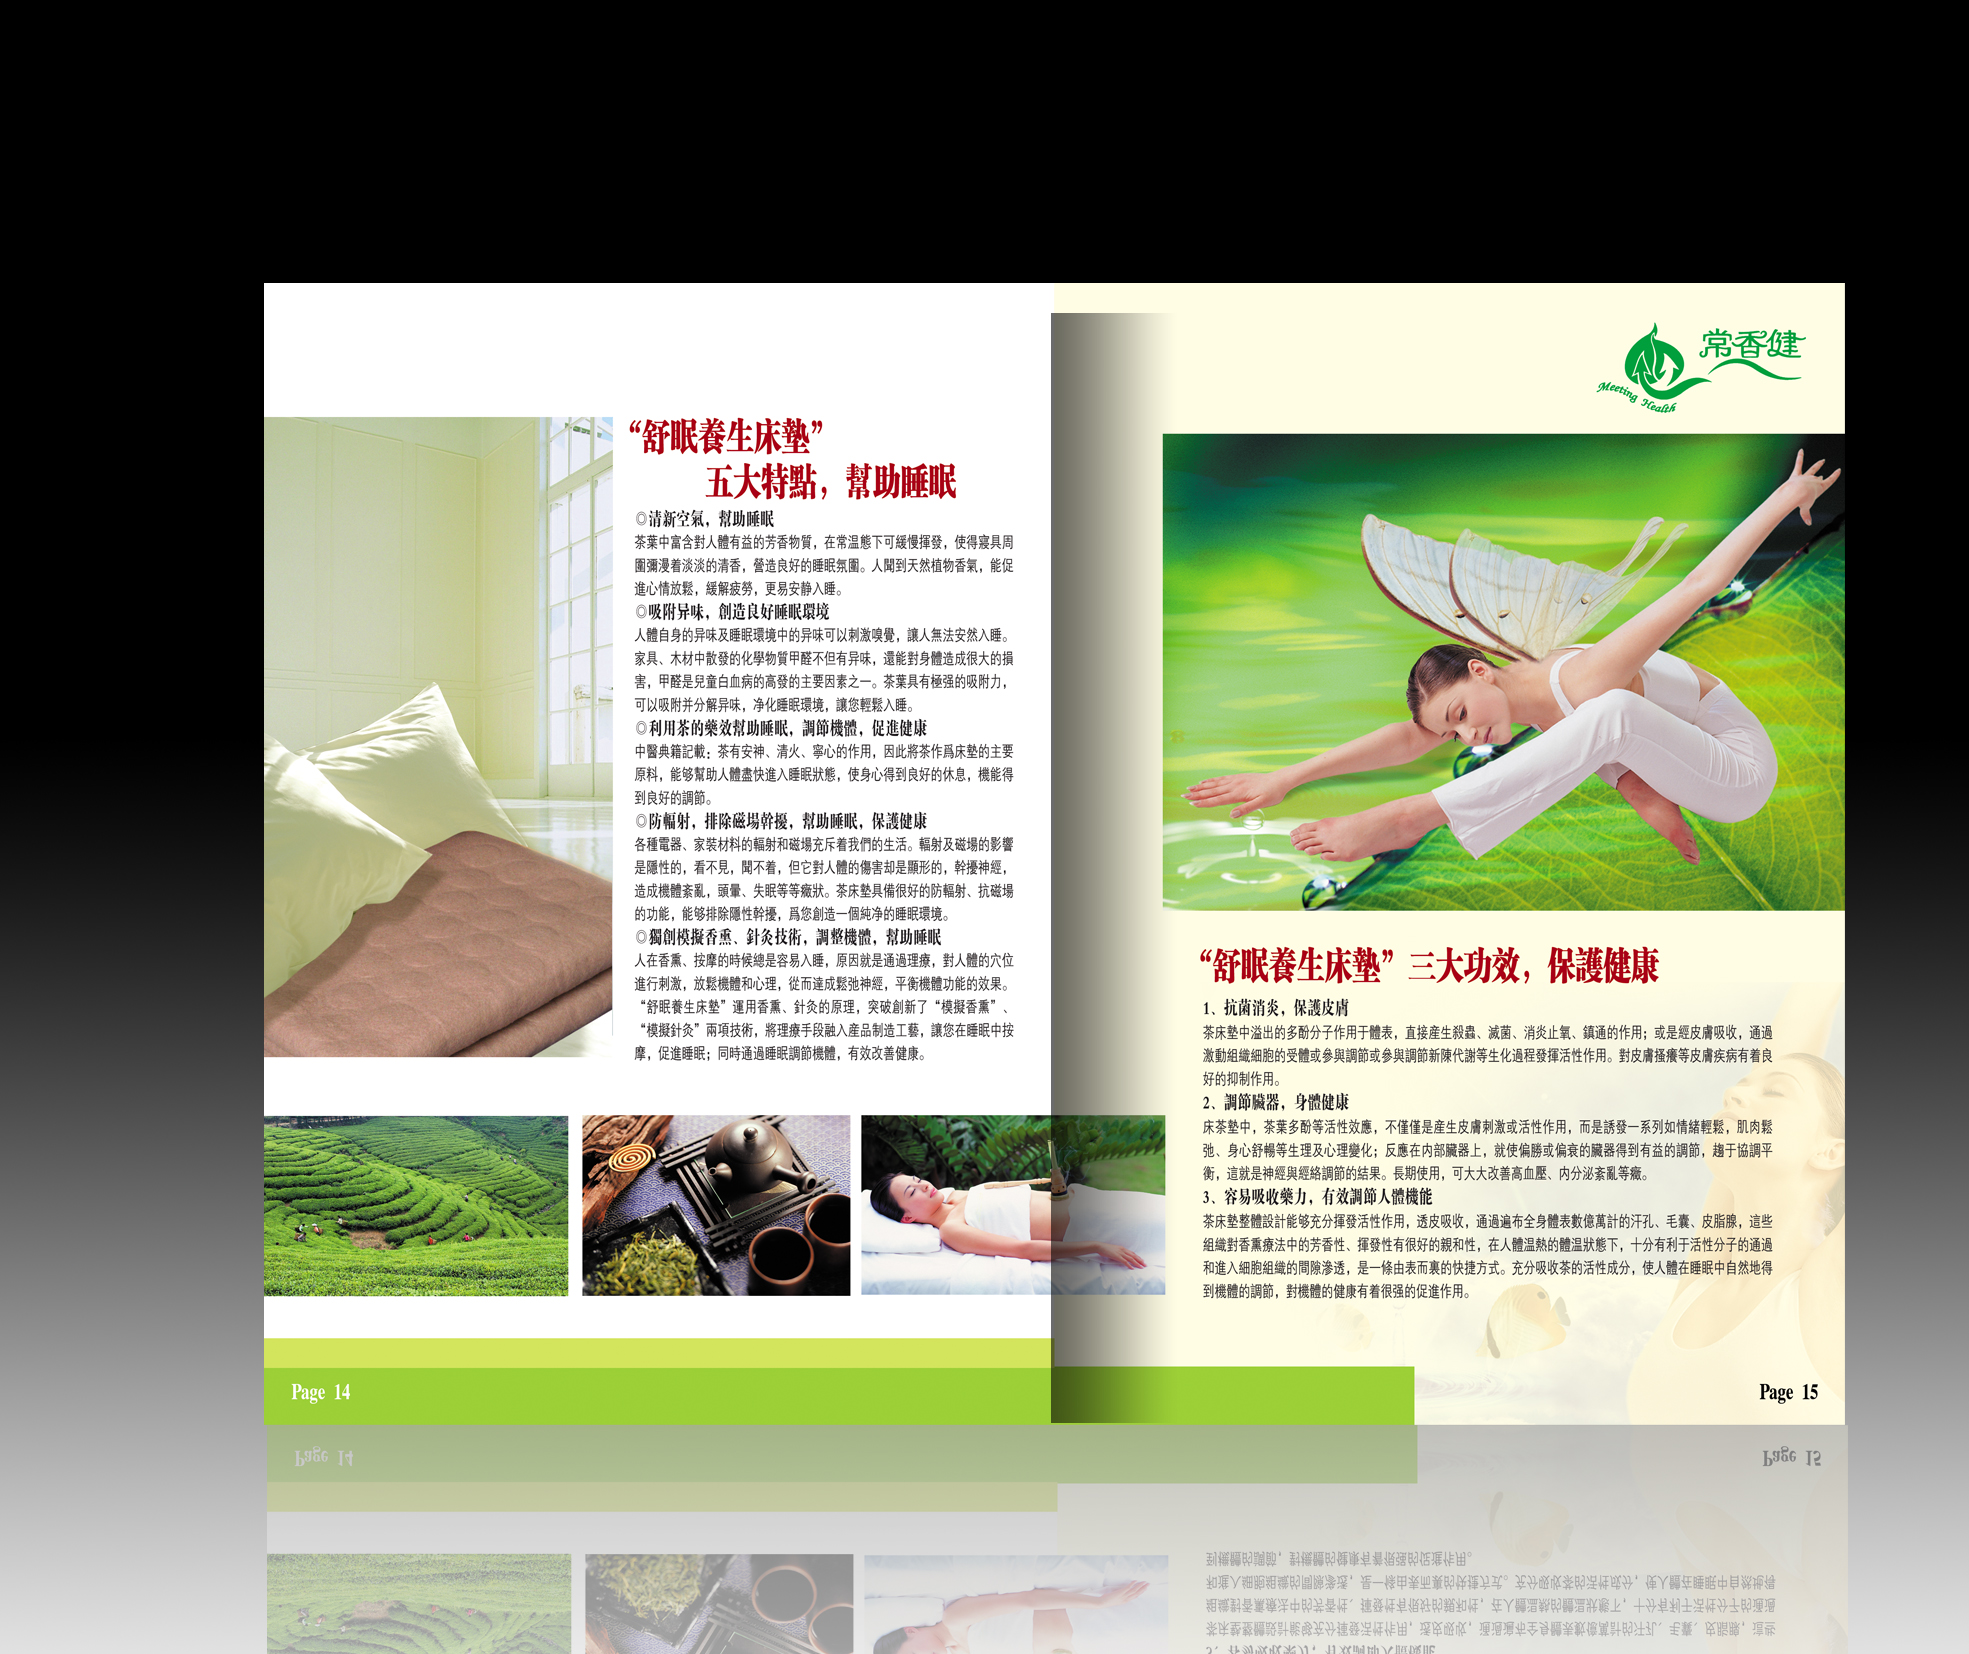 “舒眠養生床墊”
五大特點，幫助睡眠
◎清新空氣，幫助睡眠
茶葉中富含對人體有益的芳香物質，在常温態下可緩慢揮發，使得寢具周
圍彌漫着淡淡的清香，營造良好的睡眠氛圍。人聞到天然植物香氣，能促
進心情放鬆，緩解疲勞，更易安静入睡。
◎吸附异味，創造良好睡眠環境
人體自身的异味及睡眠環境中的异味可以刺激嗅覺，讓人無法安然入睡。
家具、木材中散發的化學物質甲醛不但有异味，還能對身體造成很大的損
害，甲醛是兒童白血病的高發的主要因素之一。茶葉具有極强的吸附力，
可以吸附并分解异味，净化睡眠環境，讓您輕鬆入睡。
◎利用茶的藥效幫助睡眠，調節機體，促進健康
中醫典籍記載：茶有安神、清火、寧心的作用，因此將茶作爲床墊的主要
原料，能够幫助人體盡快進入睡眠狀態，使身心得到良好的休息，機能得
到良好的調節。
◎防輻射，排除磁場幹擾，幫助睡眠，保護健康
各種電器、家裝材料的輻射和磁場充斥着我們的生活。輻射及磁場的影響
是隱性的，看不見，聞不着，但它對人體的傷害却是顯形的，幹擾神經，
造成機體紊亂，頭暈、失眠等等癥狀。茶床墊具備很好的防輻射、抗磁場
的功能，能够排除隱性幹擾，爲您創造一個純净的睡眠環境。
◎獨創模擬香熏、針灸技術，調整機體，幫助睡眠
人在香熏、按摩的時候總是容易入睡，原因就是通過理療，對人體的穴位
進行刺激，放鬆機體和心理，從而達成鬆弛神經，平衡機體功能的效果。
“舒眠養生床墊”運用香熏、針灸的原理，突破創新了“模擬香熏”、
“模擬針灸”兩項技術，將理療手段融入産品制造工藝，讓您在睡眠中按
摩，促進睡眠；同時通過睡眠調節機體，有效改善健康。
Page 14
常香健
Meeting Health
“舒眠養生床墊”三大功效，保護健康
1、抗菌消炎，保護皮膚
茶床墊中溢出的多酚分子作用于體表，直接産生殺蟲、滅菌、消炎止氧、鎮通的作用；或是經皮膚吸收，通過
激動組織細胞的受體或參與調節或參與調節新陳代謝等生化過程發揮活性作用。對皮膚搔癢等皮膚疾病有着良
好的抑制作用。
2、調節臟器，身體健康
床茶墊中，茶葉多酚等活性效應，不僅僅是産生皮膚刺激或活性作用，而是誘發一系列如情緒輕鬆，肌肉鬆
弛、身心舒暢等生理及心理變化；反應在内部臟器上，就使偏勝或偏衰的臟器得到有益的調節，趨于協調平
衡，這就是神經與經絡調節的結果。長期使用，可大大改善高血壓、内分泌紊亂等癥。
3、容易吸收藥力，有效調節人體機能
茶床墊整體設計能够充分揮發活性作用，透皮吸收，通過遍布全身體表數億萬計的汗孔、毛囊、皮脂腺，這些
組織對香熏療法中的芳香性、揮發性有很好的親和性，在人體温熱的體温狀態下，十分有利于活性分子的通過
和進入細胞組織的間隙滲透，是一條由表而裏的快捷方式。充分吸收茶的活性成分，使人體在睡眠中自然地得
到機體的調節，對機體的健康有着很强的促進作用。
Page 15